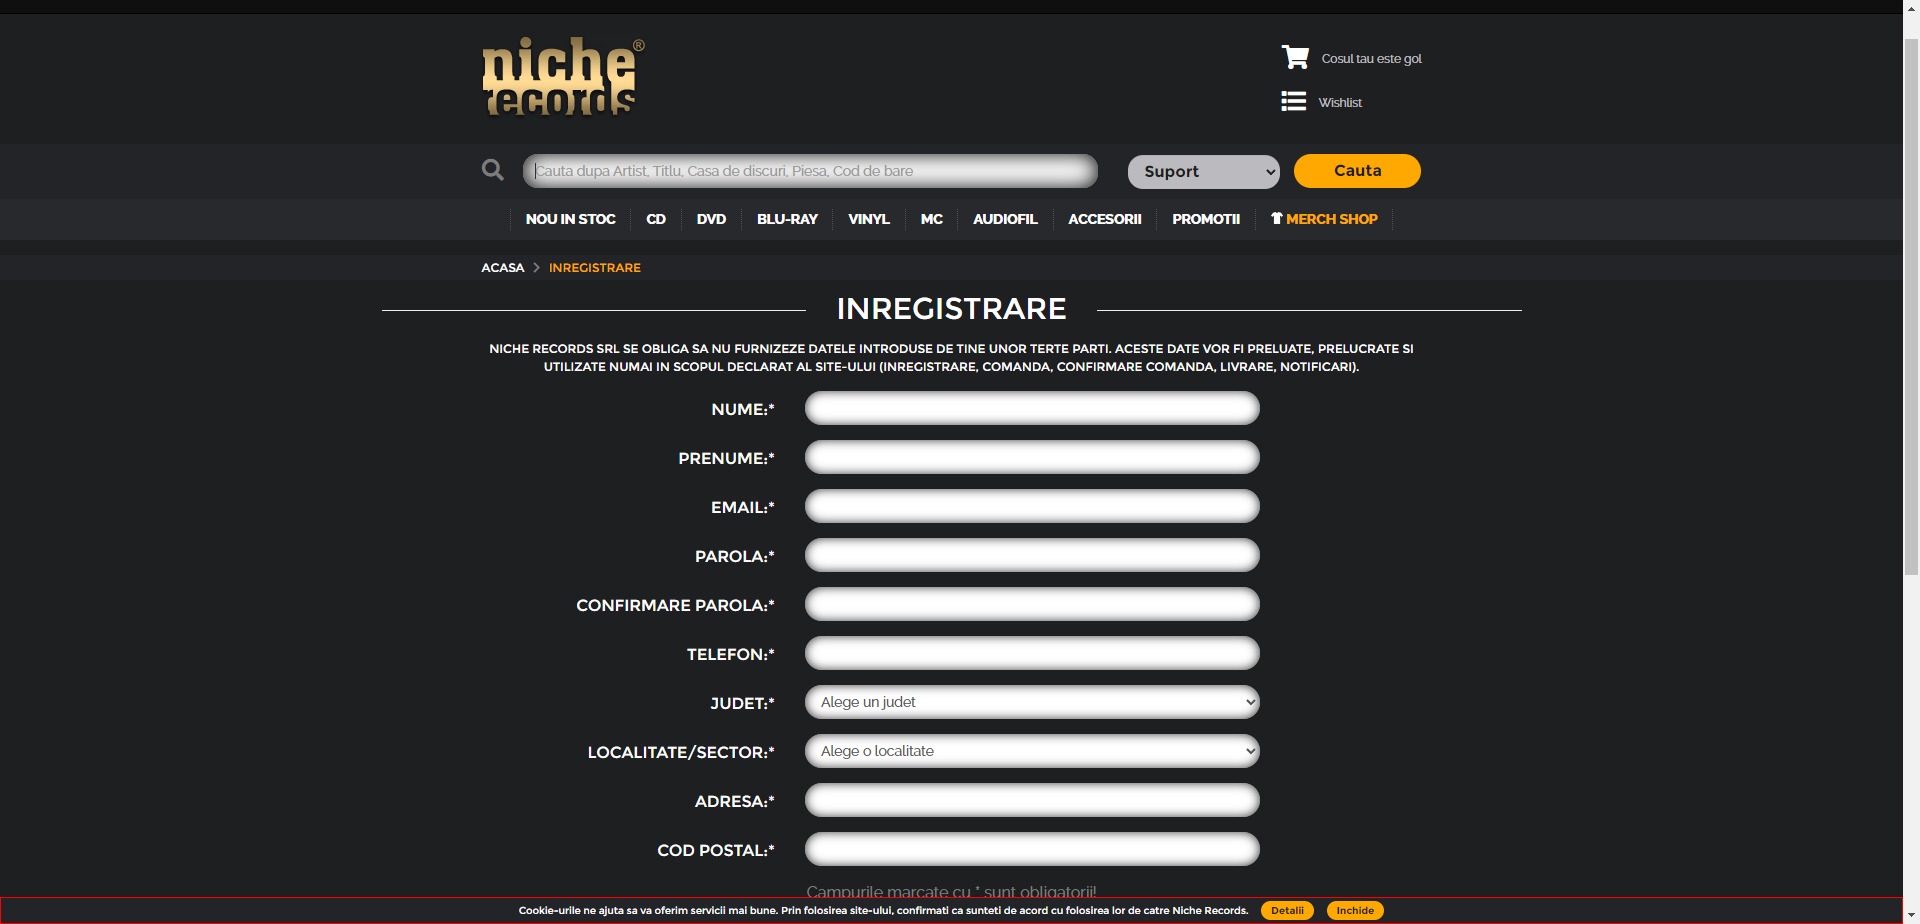 niche®
records
Cosul tau este gol
Wishlist
Cauta dupa Artist, Titlu, Casa de discuri, Piesa, Cod de bare
Suport
Cauta
NOU IN STOC CD DVD BLU-RAY VINYL MC AUDIOFIL ACCESORII PROMOTII MERCH SHOP
ACASA INREGISTRARE
INREGISTRARE
NICHE RECORDS SRL SE OBLIGA SA NU FURNIZEZE DATELE INTRODUSE DE TINE UNOR TERTE PARTI. ACESTE DATE VOR FI PRELUATE, PRELUCRATE SI
UTILIZATE NUMAI IN SCOPUL DECLARAT AL SITE-ULUI (INREGISTRARE, COMANDA, CONFIRMARE COMANDA, LIVRARE, NOTIFICARI).
NUME:*
PRENUME:*
EMAIL:*
PAROLA:*
CONFIRMARE PAROLA:*
TELEFON:*
JUDET:* Alege un judet
LOCALITATE/SECTOR:* Alege o localitate
ADRESA:*
COD POSTAL:*
Campurile marcate cu * sunt obligatorii!
Cookie-urile ne ajuta sa va oferim servicii mai bune. Prin folosirea site-ului, confirmati ca sunteti de acord cu folosirea lor de catre Niche Records. Detalii Inchide